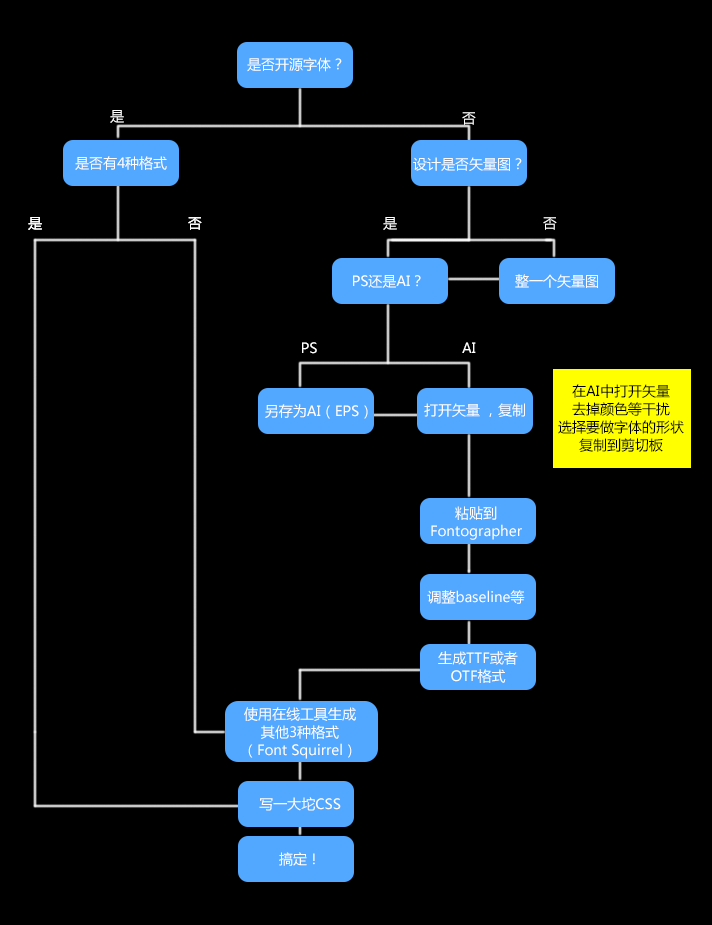 是否开源字体？
是
否
是否有4种格式
设计是否矢量图？
是
否
是
否
PS还是AI？
整一个矢量图
PS
AI
另存为AI（EPS）
打开矢量，复制
在AI中打开矢量
去掉颜色等干扰
选择要做字体的形状
复制到剪切板
粘贴到
Fontographer
调整baseline等
生成TTF或者
OTF格式
使用在线工具生成
其他3种格式
（Font Squirrel）
写一大坨CSS
搞定！